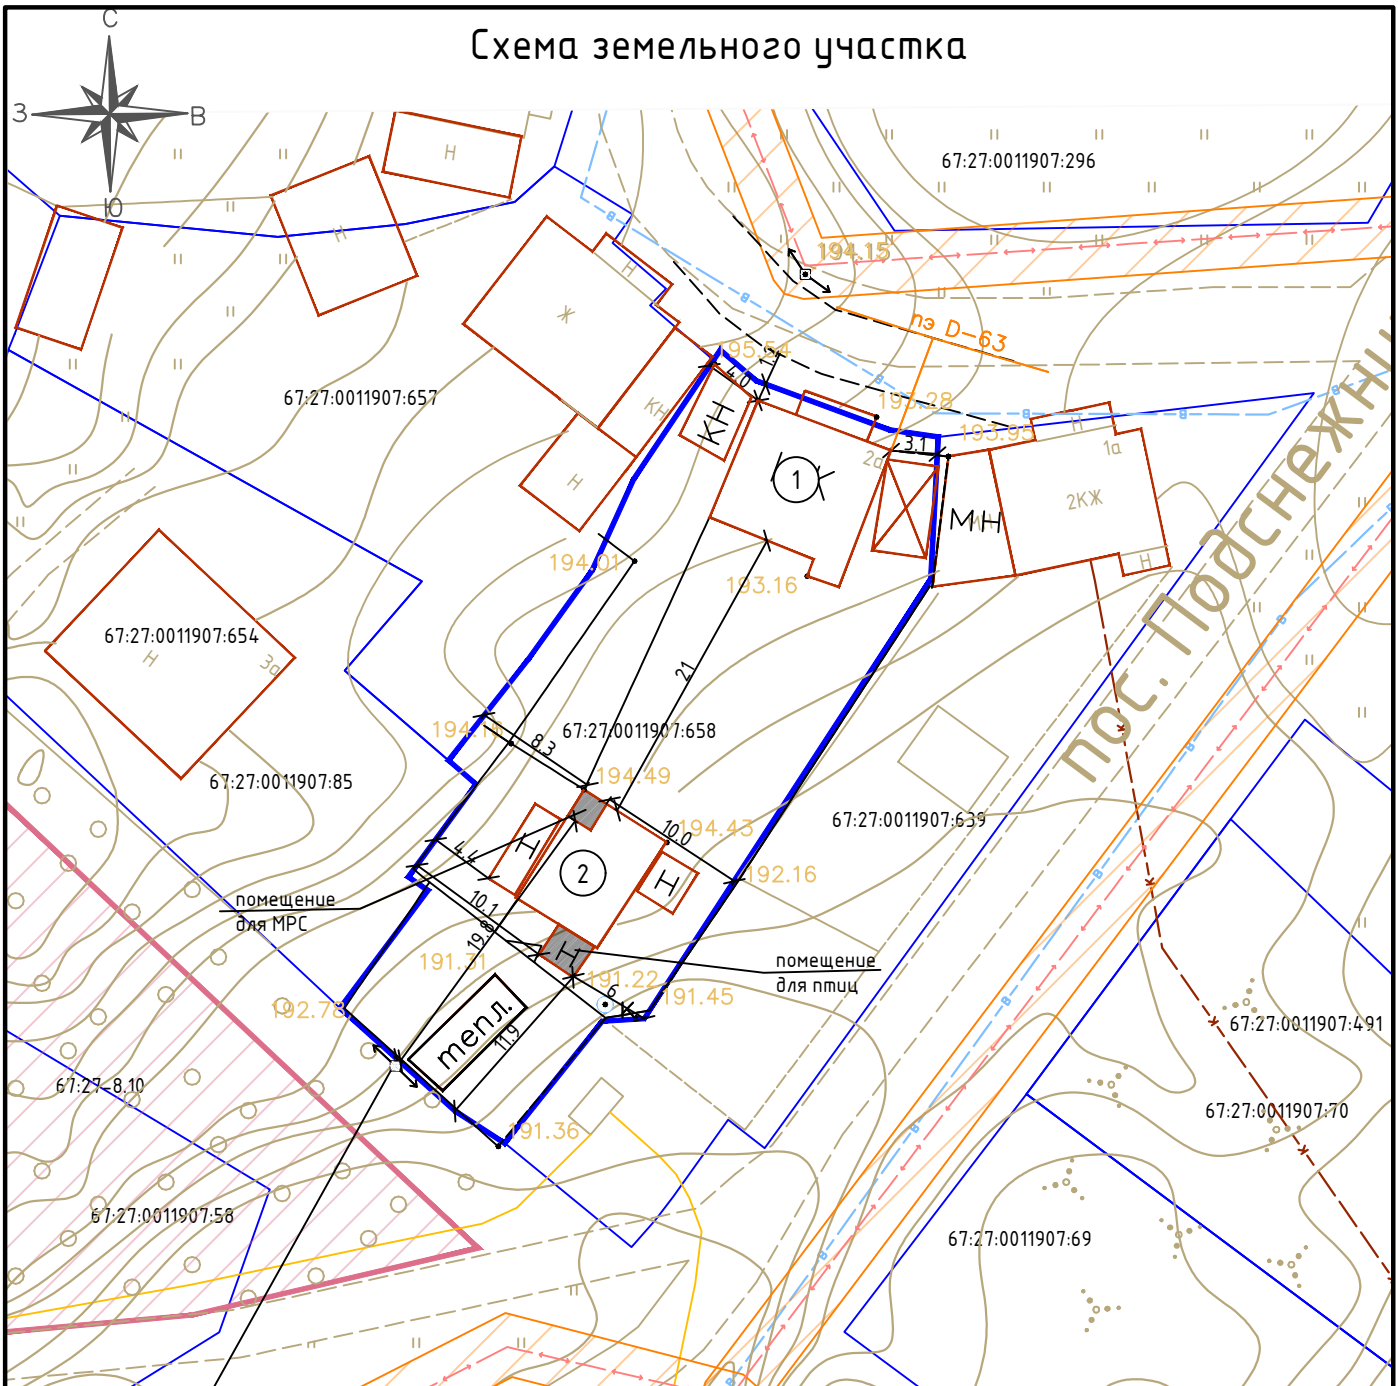 Схема земельного участка
С
З
В
Ю
Н
67:27:0011907:296
Н
Н
194.15
Ж
пэ D-63
195.54
1.1
4.0
67:27:0011907:657
КН
КН
193.28
193.95
3.1
2а
Н
1а
1
2КЖ
МН
Н
Н
194.01
193.16
пос. Подснежни
67:27:0011907:654
Н
3а
21
194.18
8.3
67:27:0011907:658
194.49
67:27:0011907:85
10.0
194.43
67:27:0011907:639
Н
4.4
2
Н
192.16
помещение
для МРС
10.1
19.8
191.31
Н
помещение
для птиц
191.22
6
191.45
192.78
тепл.
11.9
67:27:0011907:491
67:27-8.10
67:27:0011907:70
191.36
67:27:0011907:58
67:27:0011907:69